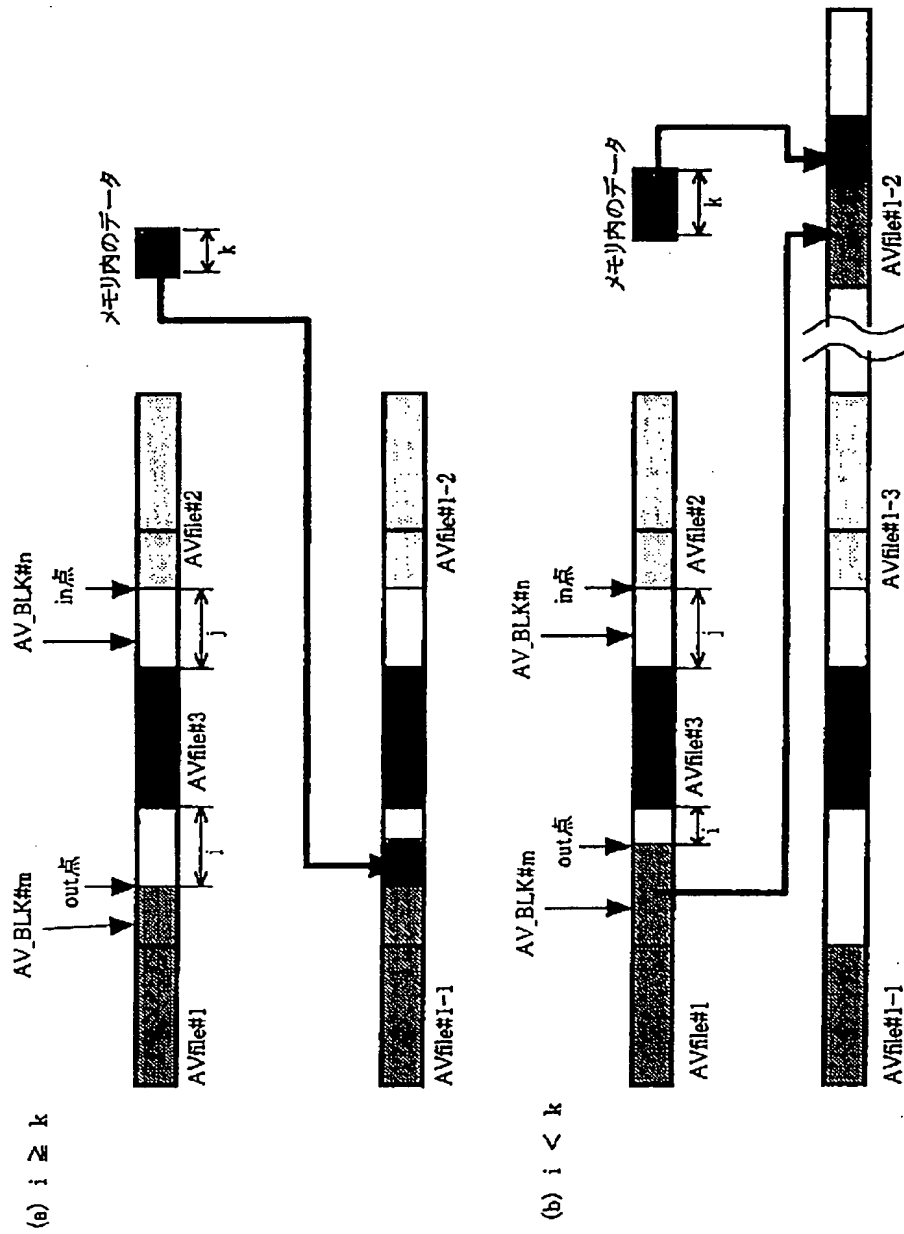 (a) i ≧ k
AV_BLK#m
out点
AV_BLK#n
in点
メモリ内のデータ
k
AVfile#1
i
AVfile#3
j
AVfile#2
AVfile#1-1
AVfile#1-2
(b) i < k
AV_BLK#m
out点
AV_BLK#n
in点
メモリ内のデータ
k
AVfile#1
i
AVfile#3
j
AVfile#2
AVfile#1-1
AVfile#1-3
AVfile#1-2